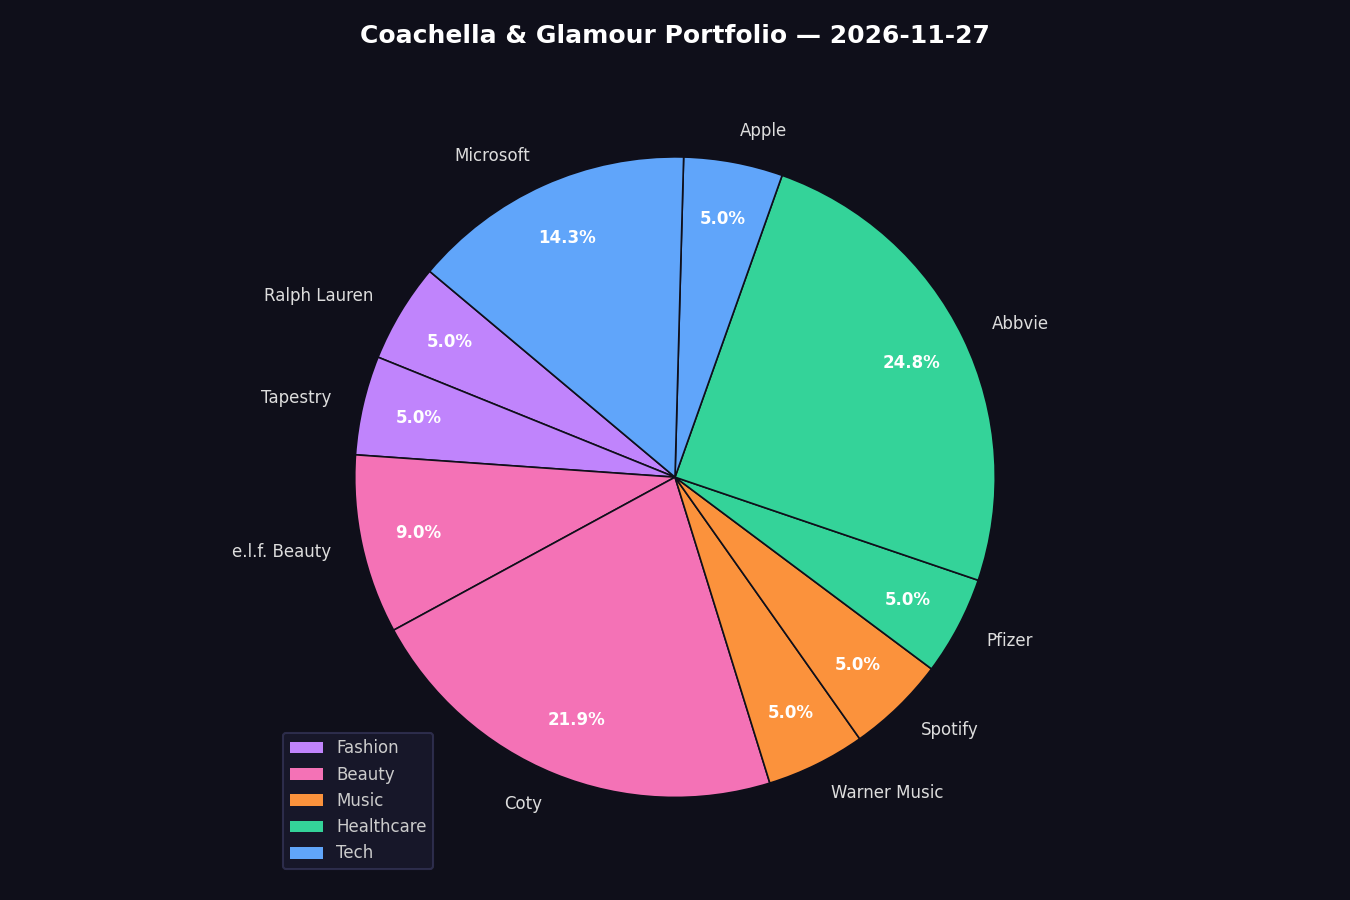 Coachella & Glamour Portfolio — 2026-11-27
Apple
5.0%
Microsoft
14.3%
Ralph Lauren
5.0%
Tapestry
5.0%
e.l.f. Beauty
9.0%
Coty
21.9%
Warner Music
5.0%
Spotify
5.0%
Pfizer
5.0%
Abbvie
24.8%
Fashion
Beauty
Music
Healthcare
Tech